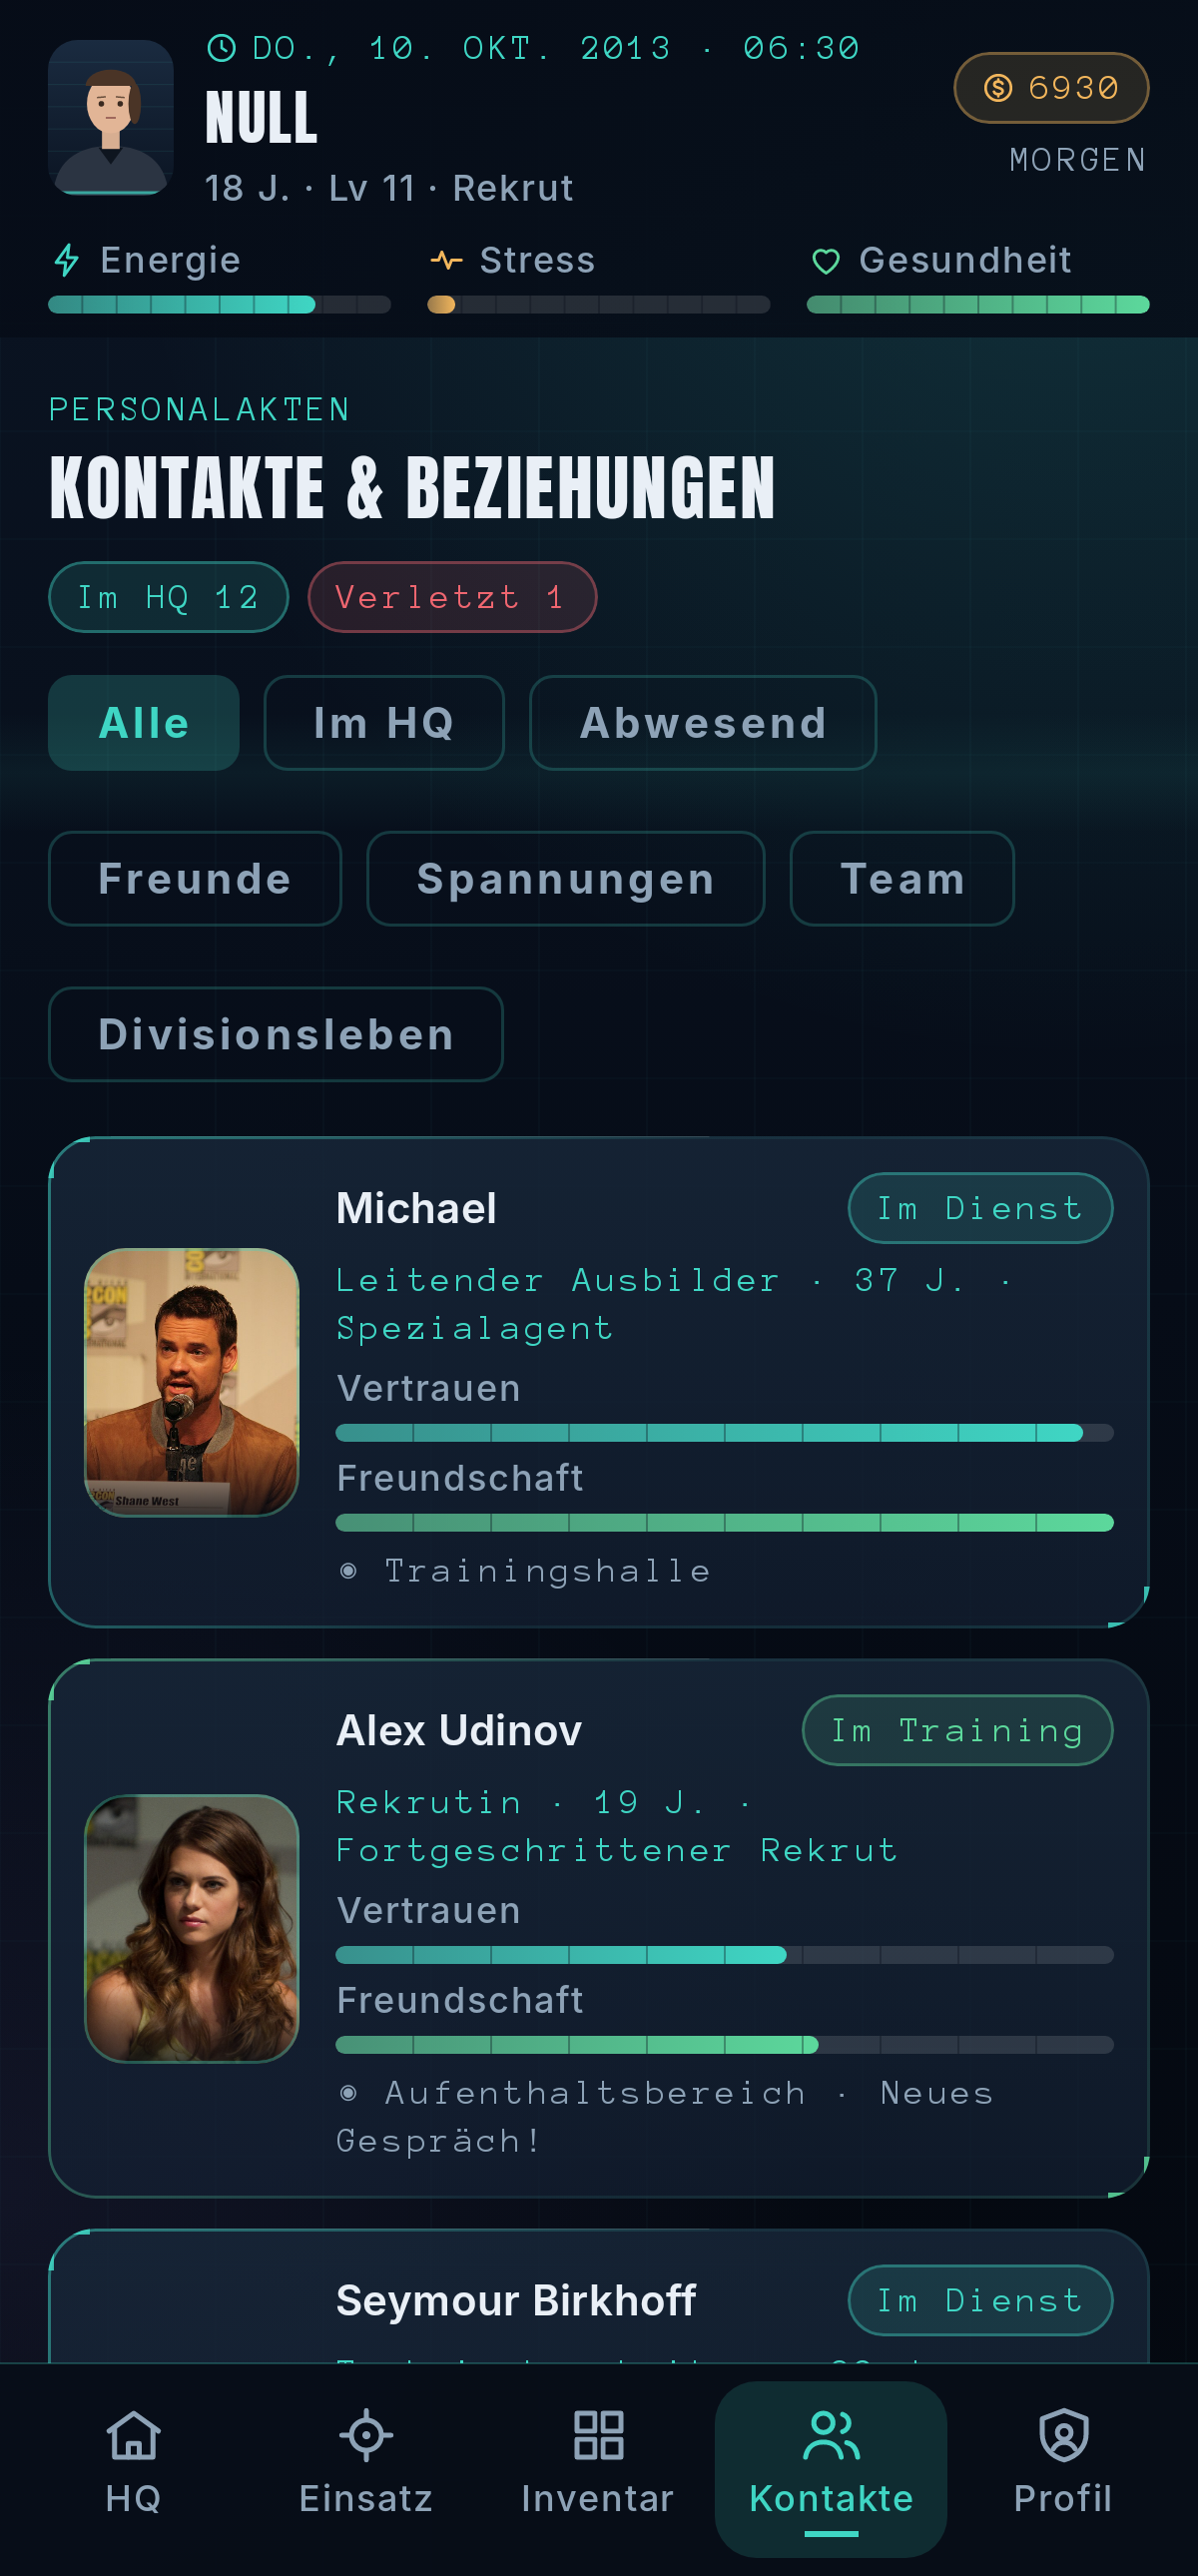 DO., 10. OKT. 2013 · 06:30
NULL
18 J. · Lv 11 · Rekrut
6930
MORGEN
Energie
Stress
Gesundheit
PERSONALAKTEN
KONTAKTE & BEZIEHUNGEN
Im HQ 12
Verletzt 1
Alle
Im HQ
Abwesend
Freunde
Spannungen
Team
Divisionsleben
Michael
Im Dienst
Leitender Ausbilder · 37 J. ·
Spezialagent
Vertrauen
Freundschaft
Trainingshalle
CON
Shane West
Alex Udinov
Im Training
Rekrutin · 19 J. ·
Fortgeschrittener Rekrut
Vertrauen
Freundschaft
Aufenthaltsbereich · Neues
Gespräch!
Seymour Birkhoff
Im Dienst
HQ
Einsatz
Inventar
Kontakte
Profil